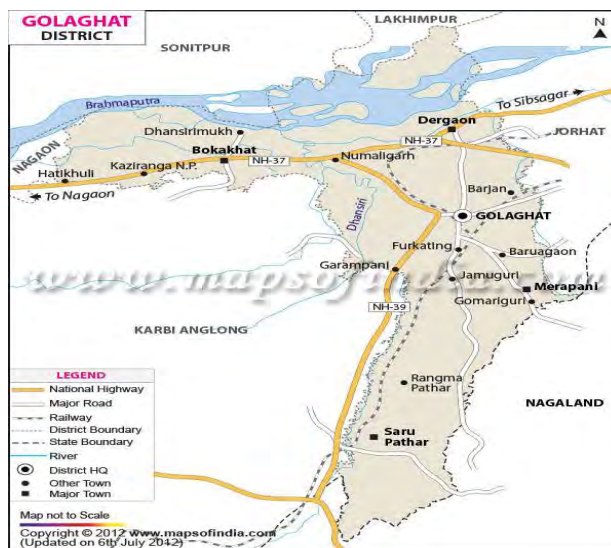 GOLAGHAT
DISTRICT
LAKHIMPUR
N
SONITPUR
Brahmaputra
To Sibsagar
Dergaon
Dhansirimukh
NH-37
JORHAT
NAGAON
Bokakhat
NH-37
Numaligarh
Kaziranga N.P.
Hatikhuli
To Nagaon
Barjan
GOLAGHAT
Dhansiri
Furkating
Baruagaon
Garampani
www.mapsofindia.com
Jamuguri
Merapani
Gomariguri
NH-39
KARBI ANGLONG
LEGEND
National Highway
Major Road
Railway
District Boundary
State Boundary
River
District HQ
Other Town
Major Town
Rangma
Pathar
NAGALAND
Saru
Pathar
Map not to Scale
Copyright © 2012 www.mapsofindia.com
(Updated on 6th July 2012)